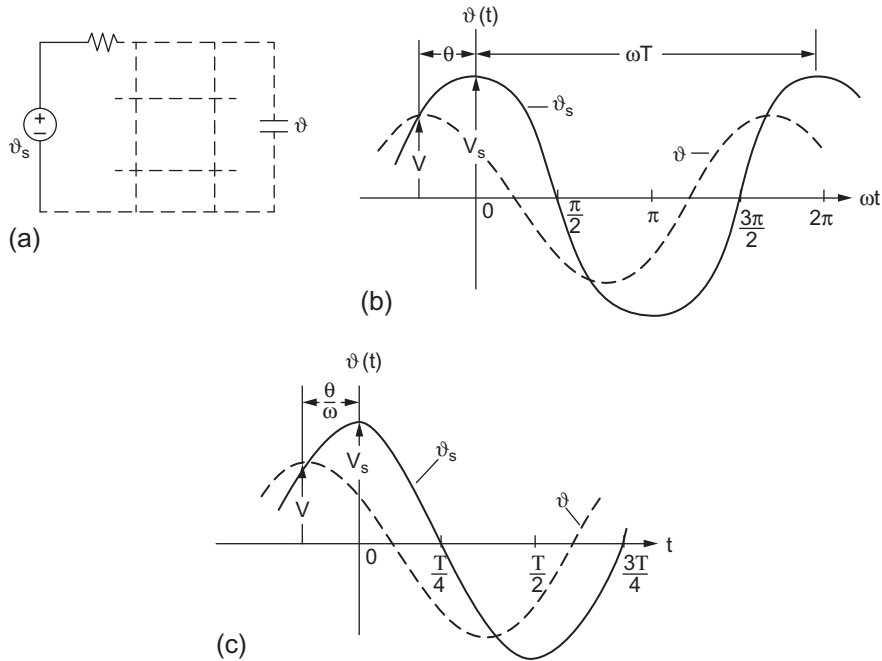 +
−
ϑs
ϑ
(a)
ϑ(t)
θ
ωT
ϑs
V
Vs
ϑ
0
π/2
π
3π/2
2π
ωt
(b)
ϑ(t)
θ/ω
ϑs
Vs
V
ϑ
0
T/4
T/2
3T/4
t
(c)